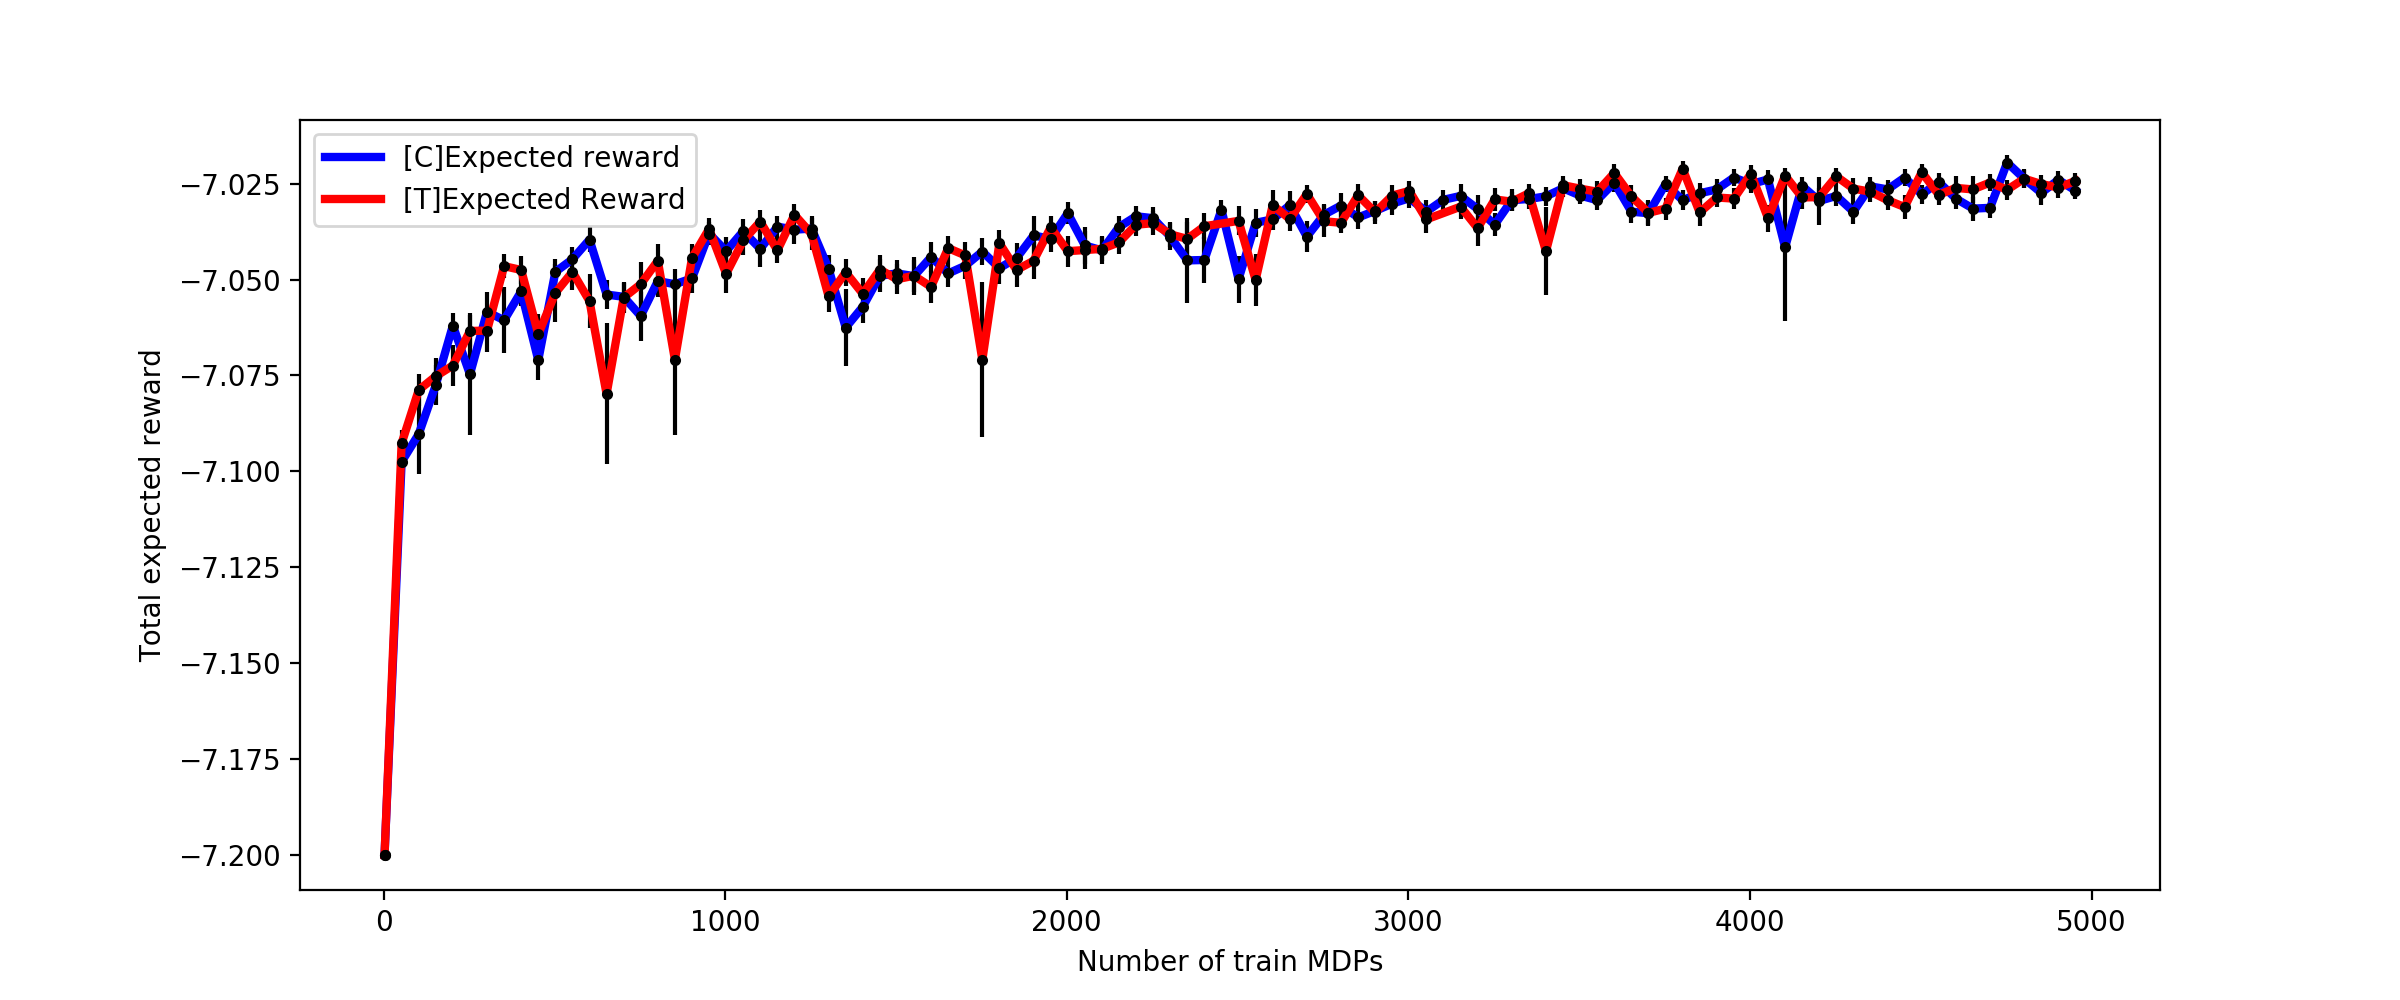 [C]Expected reward
[T]Expected Reward
Total expected reward
−7.025
−7.050
−7.075
−7.100
−7.125
−7.150
−7.175
−7.200
0 1000 2000 3000 4000 5000
Number of train MDPs